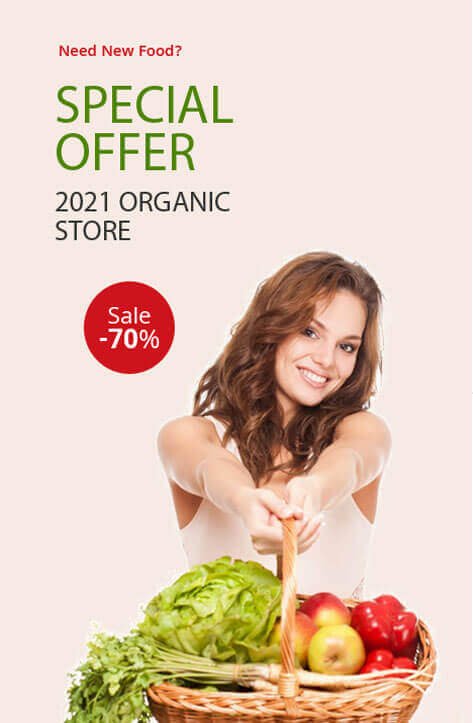 Need New Food?
SPECIAL
OFFER
2021 ORGANIC
STORE
Sale
-70%